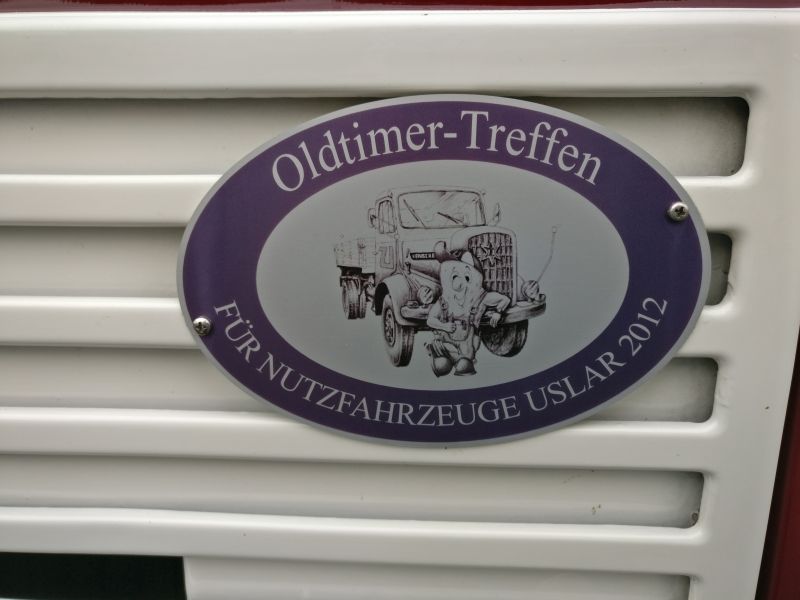 Oldtimer-Treffen
FÜR NUTZFAHRZEUGE USLAR 2012